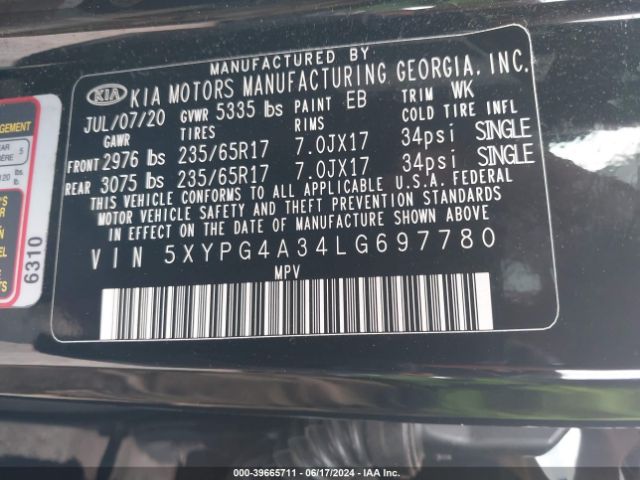 MANUFACTURED BY
KIA KIA MOTORS MANUFACTURING GEORGIA, INC.
JUL/07/20 GVWR 5335 lbs PAINT EB TRIM WK
GAWR TIRES RIMS COLD TIRE INFL
FRONT 2976 lbs 235/65R17 7.0JX17 34psi SINGLE
REAR 3075 lbs 235/65R17 7.0JX17 34psi SINGLE
THIS VEHICLE CONFORMS TO ALL APPLICABLE U.S.A. FEDERAL
MOTOR VEHICLE SAFETY AND THEFT PREVENTION STANDARDS
IN EFFECT ON THE DATE OF MANUFACTURE SHOWN ABOVE.
VIN 5XYPG4A34LG697780
MPV
6310
5
120 lbs.
000-39665711 - 06/17/2024 - IAA Inc.